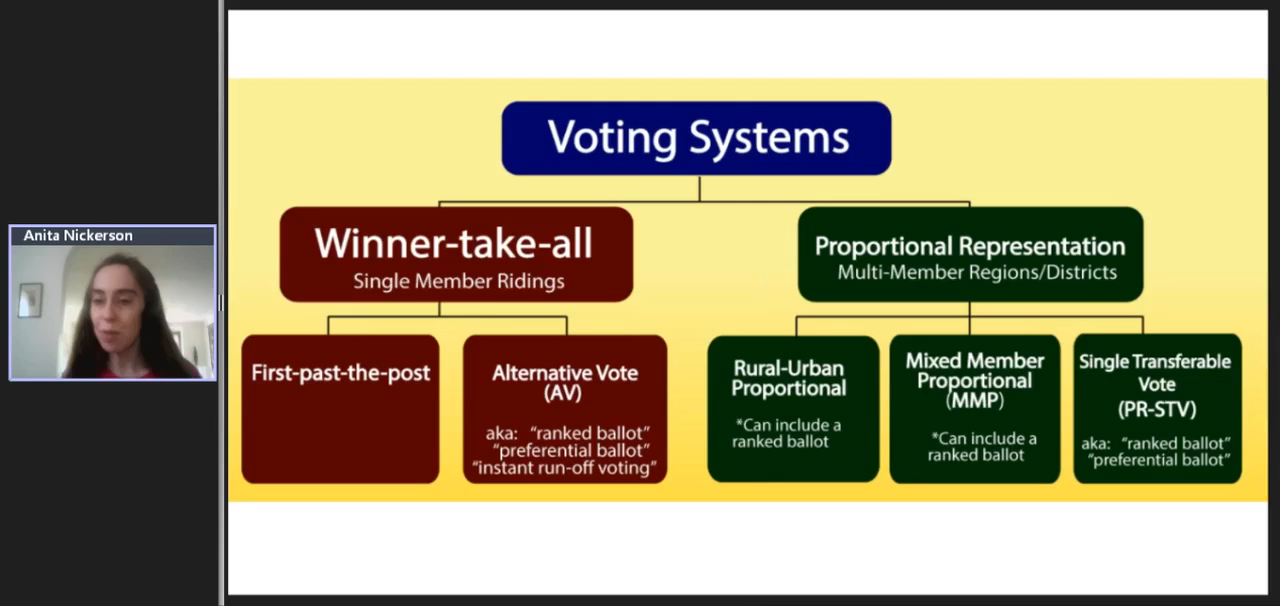 Anita Nickerson
Voting Systems
Winner-take-all
Single Member Ridings
Proportional Representation
Multi-Member Regions/Districts
First-past-the-post
Alternative Vote
(AV)
aka: “ranked ballot”
“preferential ballot”
“instant run-off voting”
Rural-Urban
Proportional
*Can include a
ranked ballot
Mixed Member
Proportional
(MMP)
*Can include a
ranked ballot
Single Transferable
Vote
(PR-STV)
aka: “ranked ballot”
“preferential ballot”